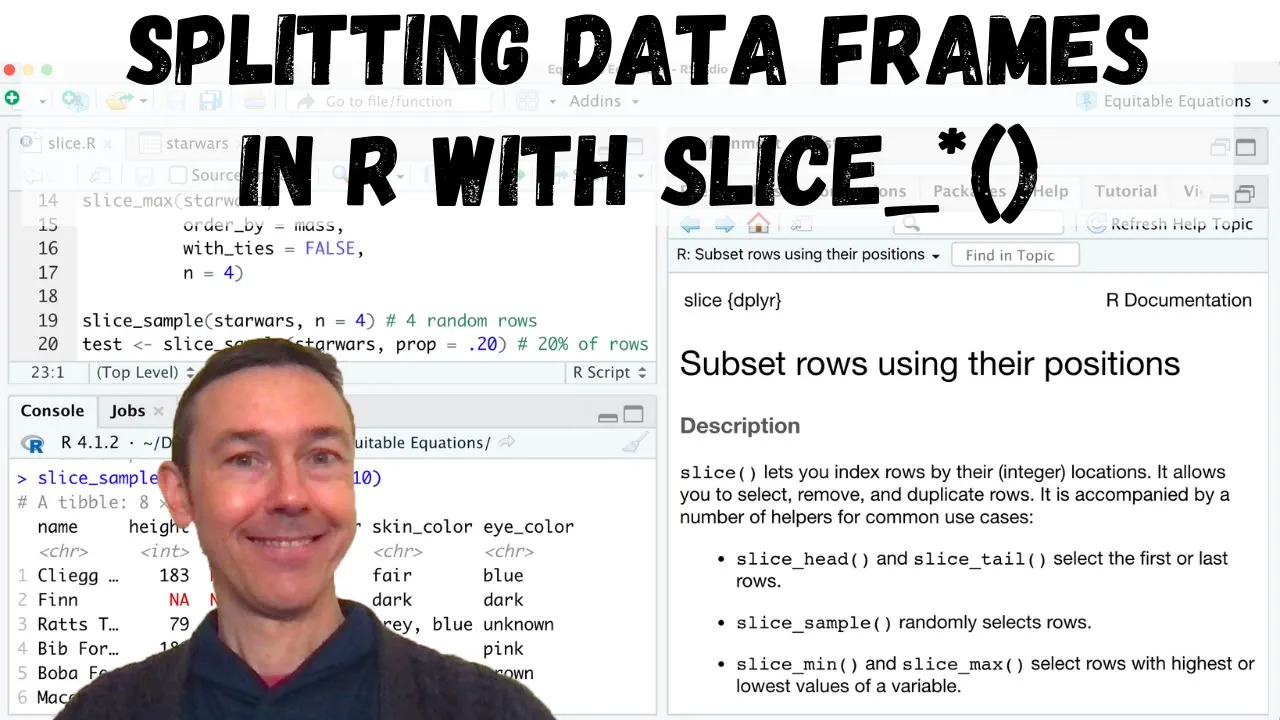 SPLITTING DATA FRAMES
IN R WITH SLICE_*()
Go to file/function
Addins
Equitable Equations
slice.R
starwars
Source
14 slice_max(starwar
15 order_by = mass,
16 with_ties = FALSE,
17 n = 4)
18
19 slice_sample(starwars, n = 4) # 4 random rows
20 test <- slice_sample(starwars, prop = .20) # 20% of rows
23:1 (Top Level) R Script
Console Jobs
R 4.1.2 · ~/D uitable Equations/
> slice_sample 10)
# A tibble: 8 ×
name height skin_color eye_color
<chr> <int> <chr> <chr>
1 Cliegg … 183 fair blue
2 Finn NA N dark dark
3 Ratts T… 79 rey, blue unknown
4 Bib For… pink
5 Boba Fe rown
6 Mace
Help Tutorial
Refresh Help Topic
R: Subset rows using their positions Find in Topic
slice {dplyr} R Documentation
Subset rows using their positions
Description
slice() lets you index rows by their (integer) locations. It allows
you to select, remove, and duplicate rows. It is accompanied by a
number of helpers for common use cases:
• slice_head() and slice_tail() select the first or last
rows.
• slice_sample() randomly selects rows.
• slice_min() and slice_max() select rows with highest or
lowest values of a variable.